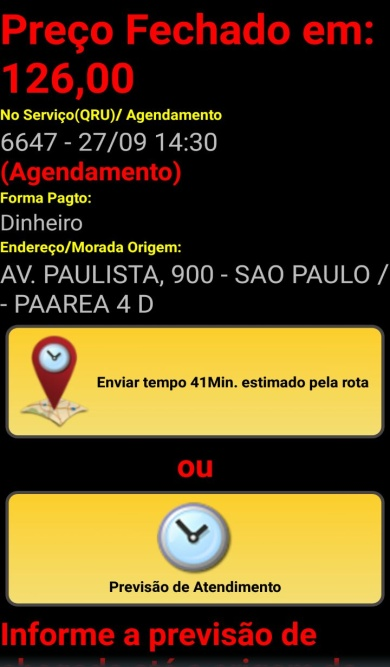 Preço Fechado em:
126,00
No Serviço(QRU)/ Agendamento
6647 - 27/09 14:30
(Agendamento)
Forma Pagto:
Dinheiro
Endereço/Morada Origem:
AV. PAULISTA, 900 - SAO PAULO /
- PAAREA 4 D
Enviar tempo 41Min. estimado pela rota
ou
Previsão de Atendimento
Informe a previsão de